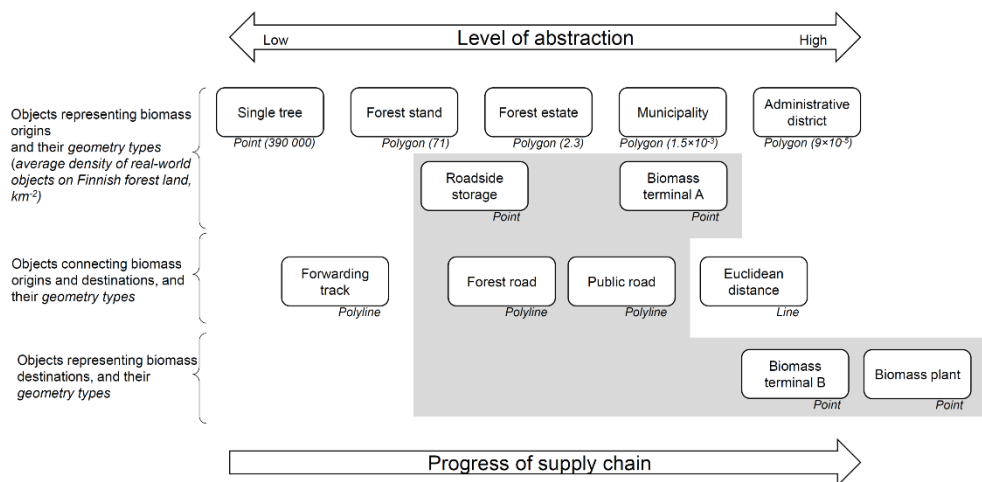 Level of abstraction
Low
High
Objects representing biomass
origins
and their geometry types
(average density of real-world
objects on Finnish forest land,
km-2)
Single tree
Point (390 000)
Forest stand
Polygon (71)
Forest estate
Polygon (2.3)
Municipality
Polygon (1.5×10-3)
Administrative
district
Polygon (9×10-5)
Roadside
storage
Point
Biomass
terminal A
Point
Objects connecting biomass
origins and destinations, and
their geometry types
Forwarding
track
Polyline
Forest road
Polyline
Public road
Polyline
Euclidean
distance
Line
Objects representing biomass
destinations, and their
geometry types
Biomass
terminal B
Point
Biomass plant
Point
Progress of supply chain